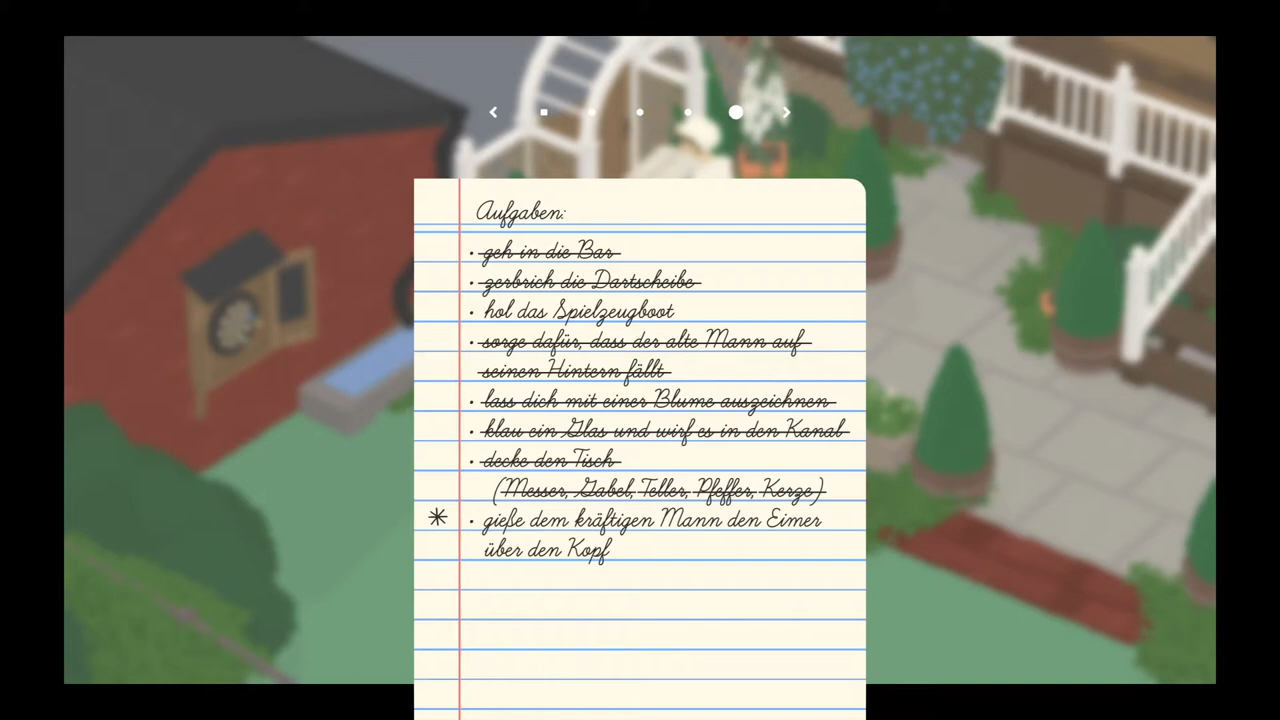 Aufgaben:
• geh in die Bar
• zerbrich die Dartscheibe
• hol das Spielzeugboot
• sorge dafür, dass der alte Mann auf
seinen Hintern fällt
• lass dich mit einer Blume auszeichnen
• klau ein Glas und wirf es in den Kanal
• decke den Tisch
(Messer, Gabel, Teller, Pfeffer, Kerze)
• gieße dem kräftigen Mann den Eimer
über den Kopf